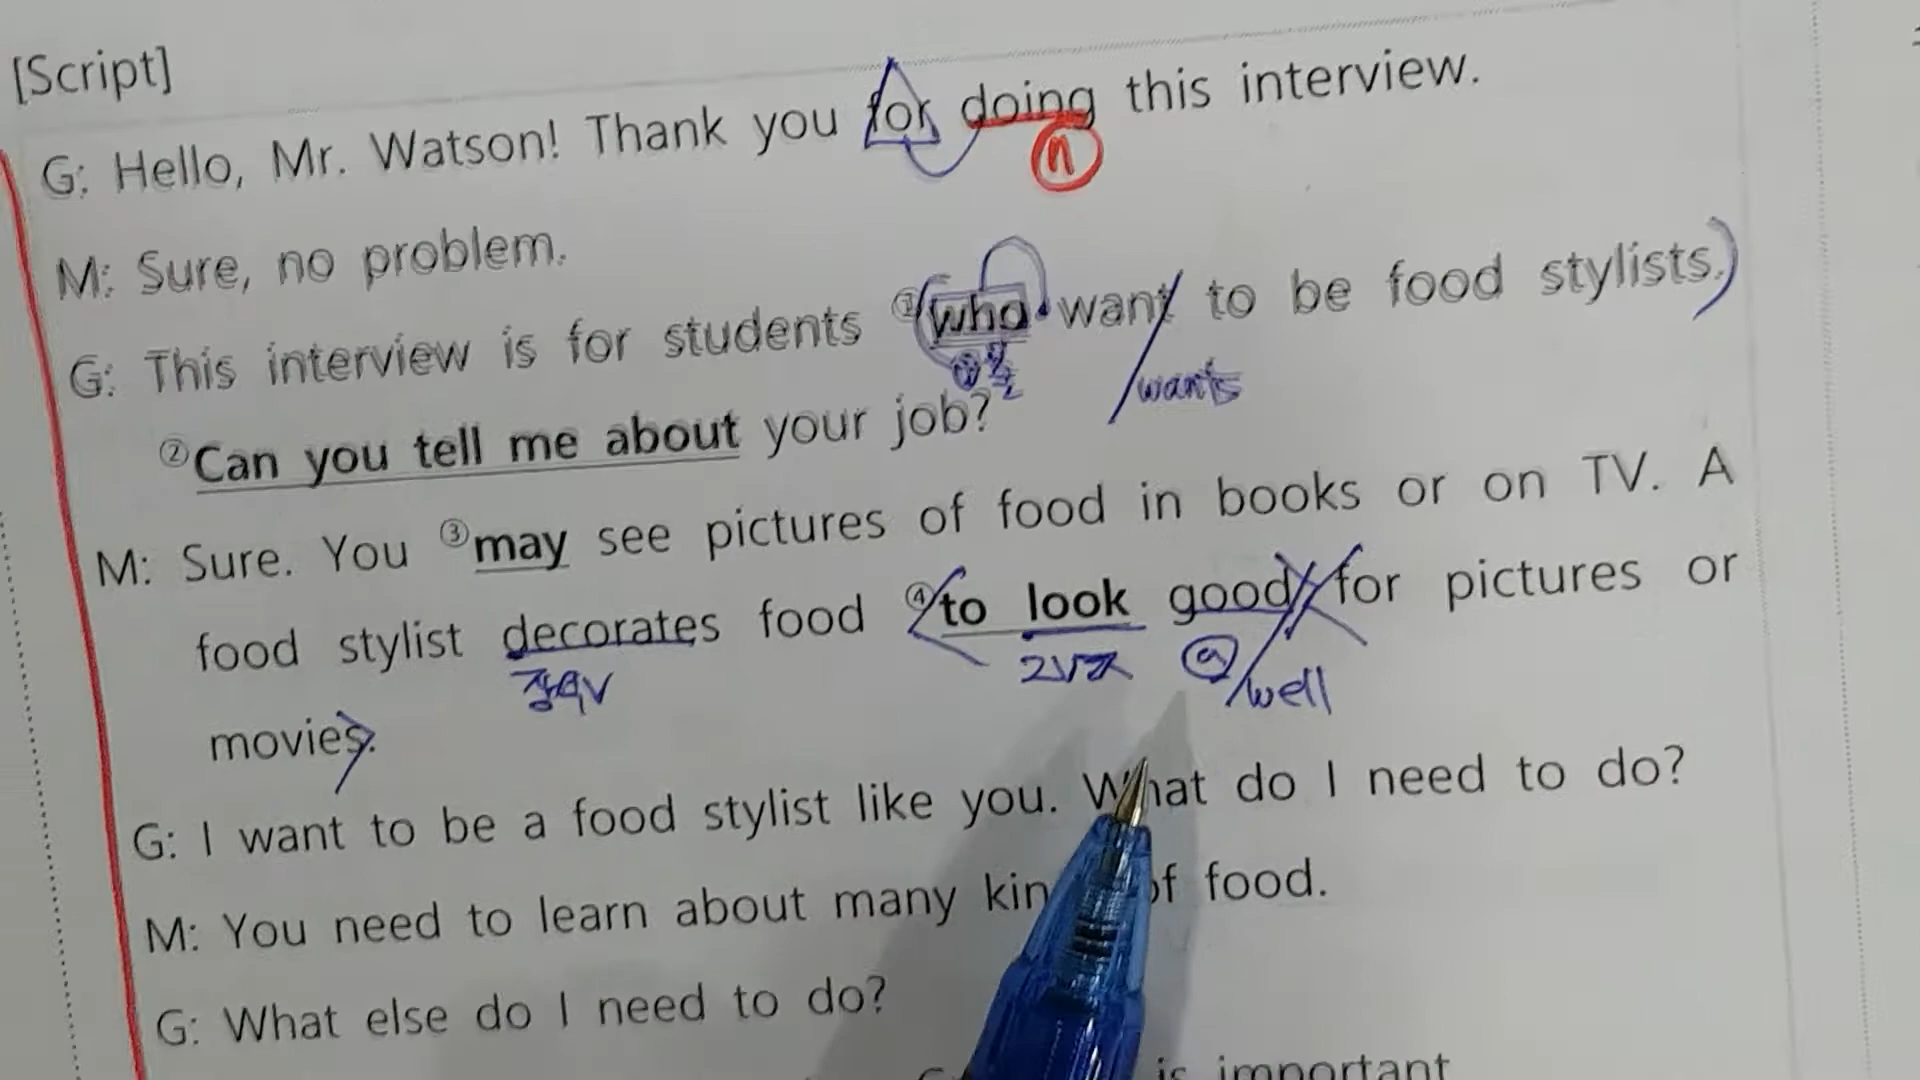 [Script]
G: Hello, Mr. Watson! Thank you for doing this interview.
n
M: Sure, no problem.
G: This interview is for students ①who want to be food stylists.
wants
②Can you tell me about your job?
M: Sure. You ③may see pictures of food in books or on TV. A
food stylist decorates food ④to look good for pictures or
a well
movies.
G: I want to be a food stylist like you. What do I need to do?
M: You need to learn about many of food.
G: What else do I need to do?
is important